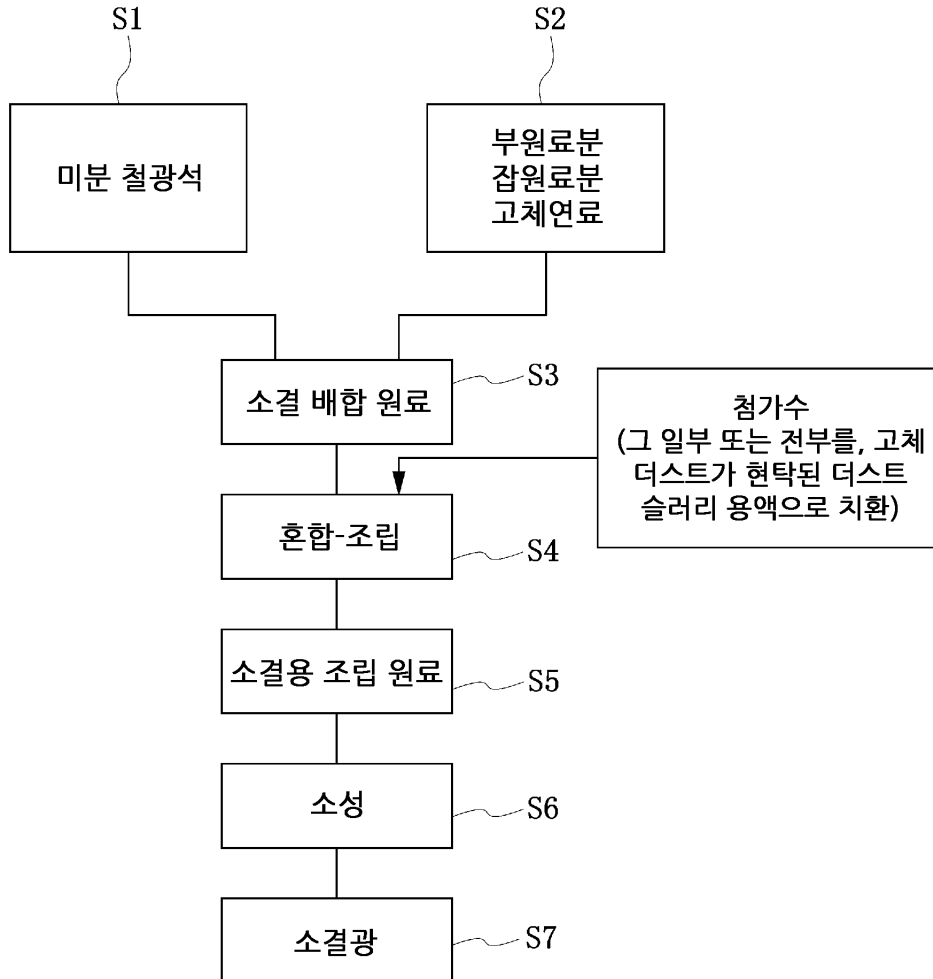 S1
S2
미분 철광석
부원료분
잡원료분
고체연료
소결 배합 원료
S3
첨가수
(그 일부 또는 전부를, 고체
더스트가 현탁된 더스트
슬러리 용액으로 치환)
혼합-조립
S4
소결용 조립 원료
S5
소성
S6
소결광
S7